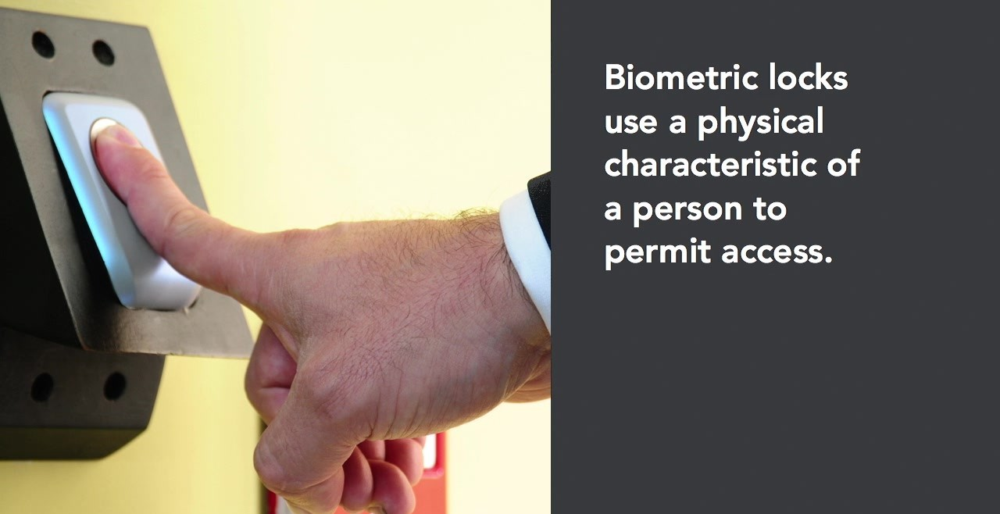 Biometric locks
use a physical
characteristic of
a person to
permit access.